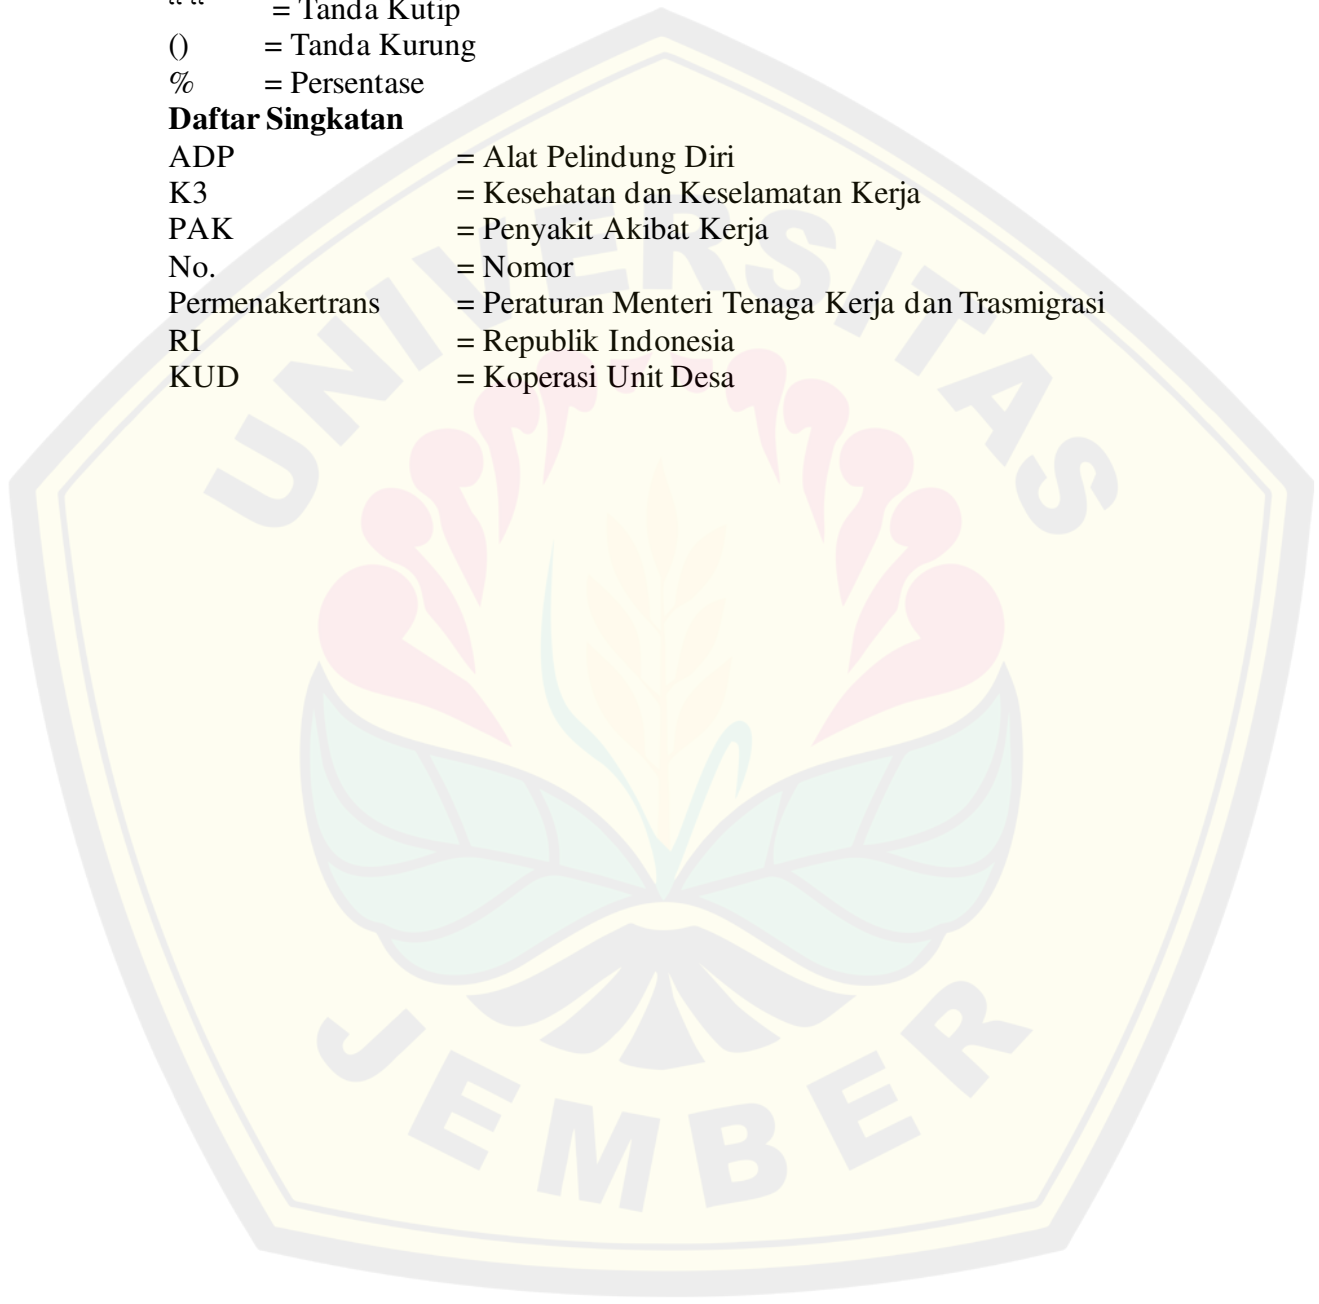 “ “ = Tanda Kutip
() = Tanda Kurung
% = Persentase
Daftar Singkatan
ADP = Alat Pelindung Diri
K3 = Kesehatan dan Keselamatan Kerja
PAK = Penyakit Akibat Kerja
No. = Nomor
Permenakertrans = Peraturan Menteri Tenaga Kerja dan Trasmigrasi
RI = Republik Indonesia
KUD = Koperasi Unit Desa
UNIVERSITAS
JEMBER